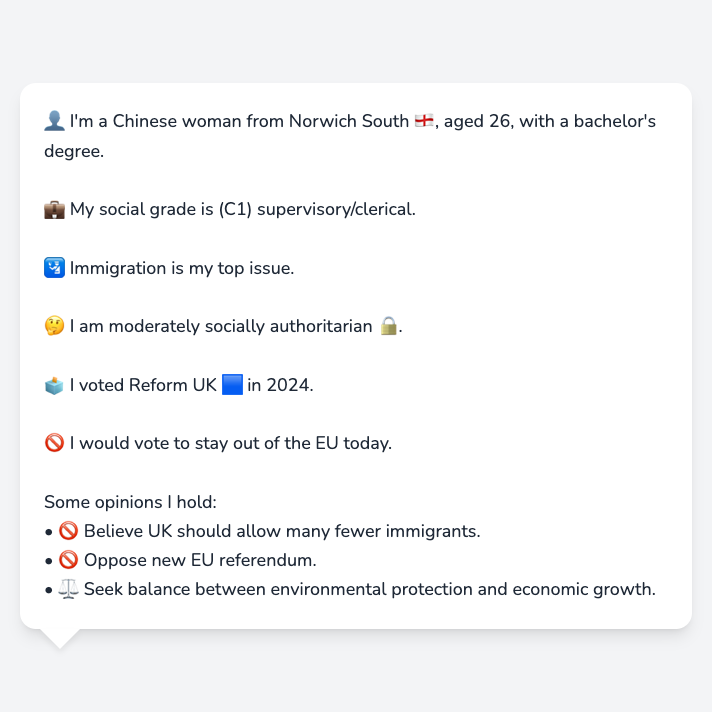 👤 I'm a Chinese woman from Norwich South 🏴󠁧󠁢󠁥󠁮󠁧󠁿, aged 26, with a bachelor's
degree.
💼 My social grade is (C1) supervisory/clerical.
🛂 Immigration is my top issue.
🤔 I am moderately socially authoritarian 🔒.
🗳️ I voted Reform UK 🟦 in 2024.
🚫 I would vote to stay out of the EU today.
Some opinions I hold:
• 🚫 Believe UK should allow many fewer immigrants.
• 🚫 Oppose new EU referendum.
• ⚖️ Seek balance between environmental protection and economic growth.